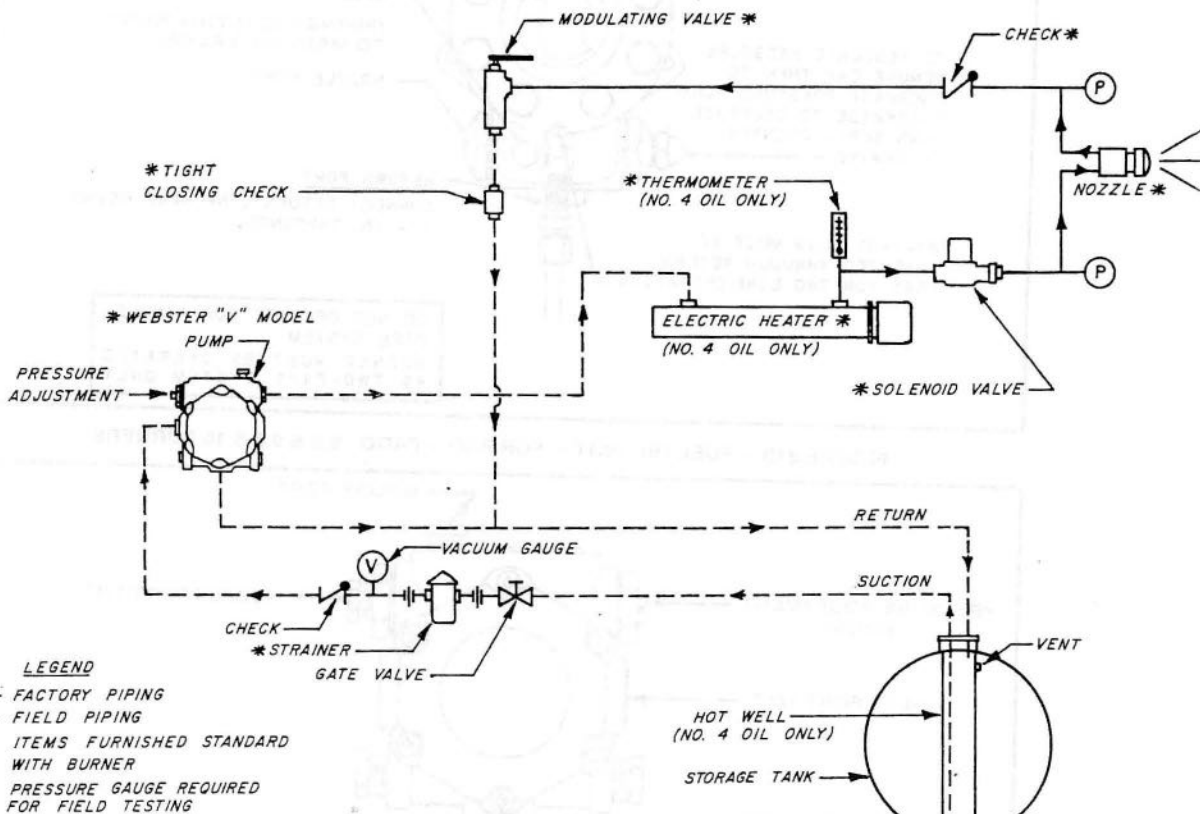 MODULATING VALVE *
CHECK *
P
* TIGHT
CLOSING CHECK
* THERMOMETER
(NO. 4 OIL ONLY)
NOZZLE *
P
* WEBSTER "V" MODEL
PUMP
ELECTRIC HEATER *
(NO. 4 OIL ONLY)
PRESSURE
ADJUSTMENT
* SOLENOID VALVE
RETURN
V
VACUUM GAUGE
SUCTION
CHECK
* STRAINER
GATE VALVE
VENT
LEGEND
FACTORY PIPING
FIELD PIPING
ITEMS FURNISHED STANDARD
WITH BURNER
PRESSURE GAUGE REQUIRED
FOR FIELD TESTING
HOT WELL
(NO. 4 OIL ONLY)
STORAGE TANK